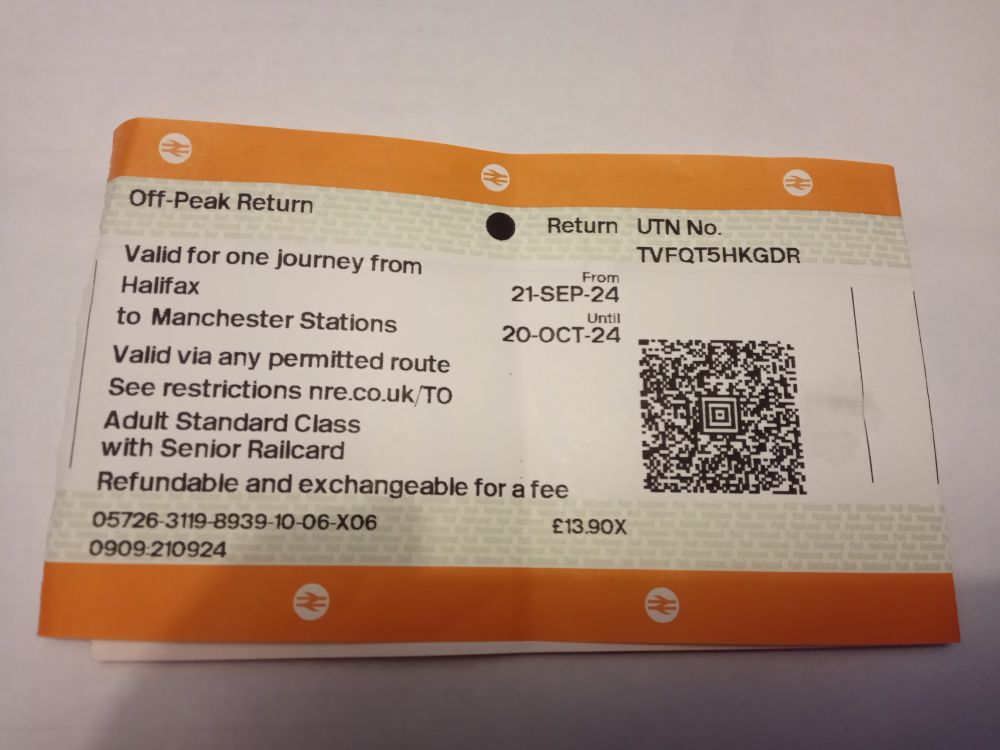 Off-Peak Return
Return UTN No.
TVFQT5HKGDR
Valid for one journey from
Halifax
From
21-SEP-24
to Manchester Stations
Until
20-OCT-24
Valid via any permitted route
See restrictions nre.co.uk/TO
Adult Standard Class
with Senior Railcard
Refundable and exchangeable for a fee
05726-3119-8939-10-06-X06
£13.90X
0909:210924